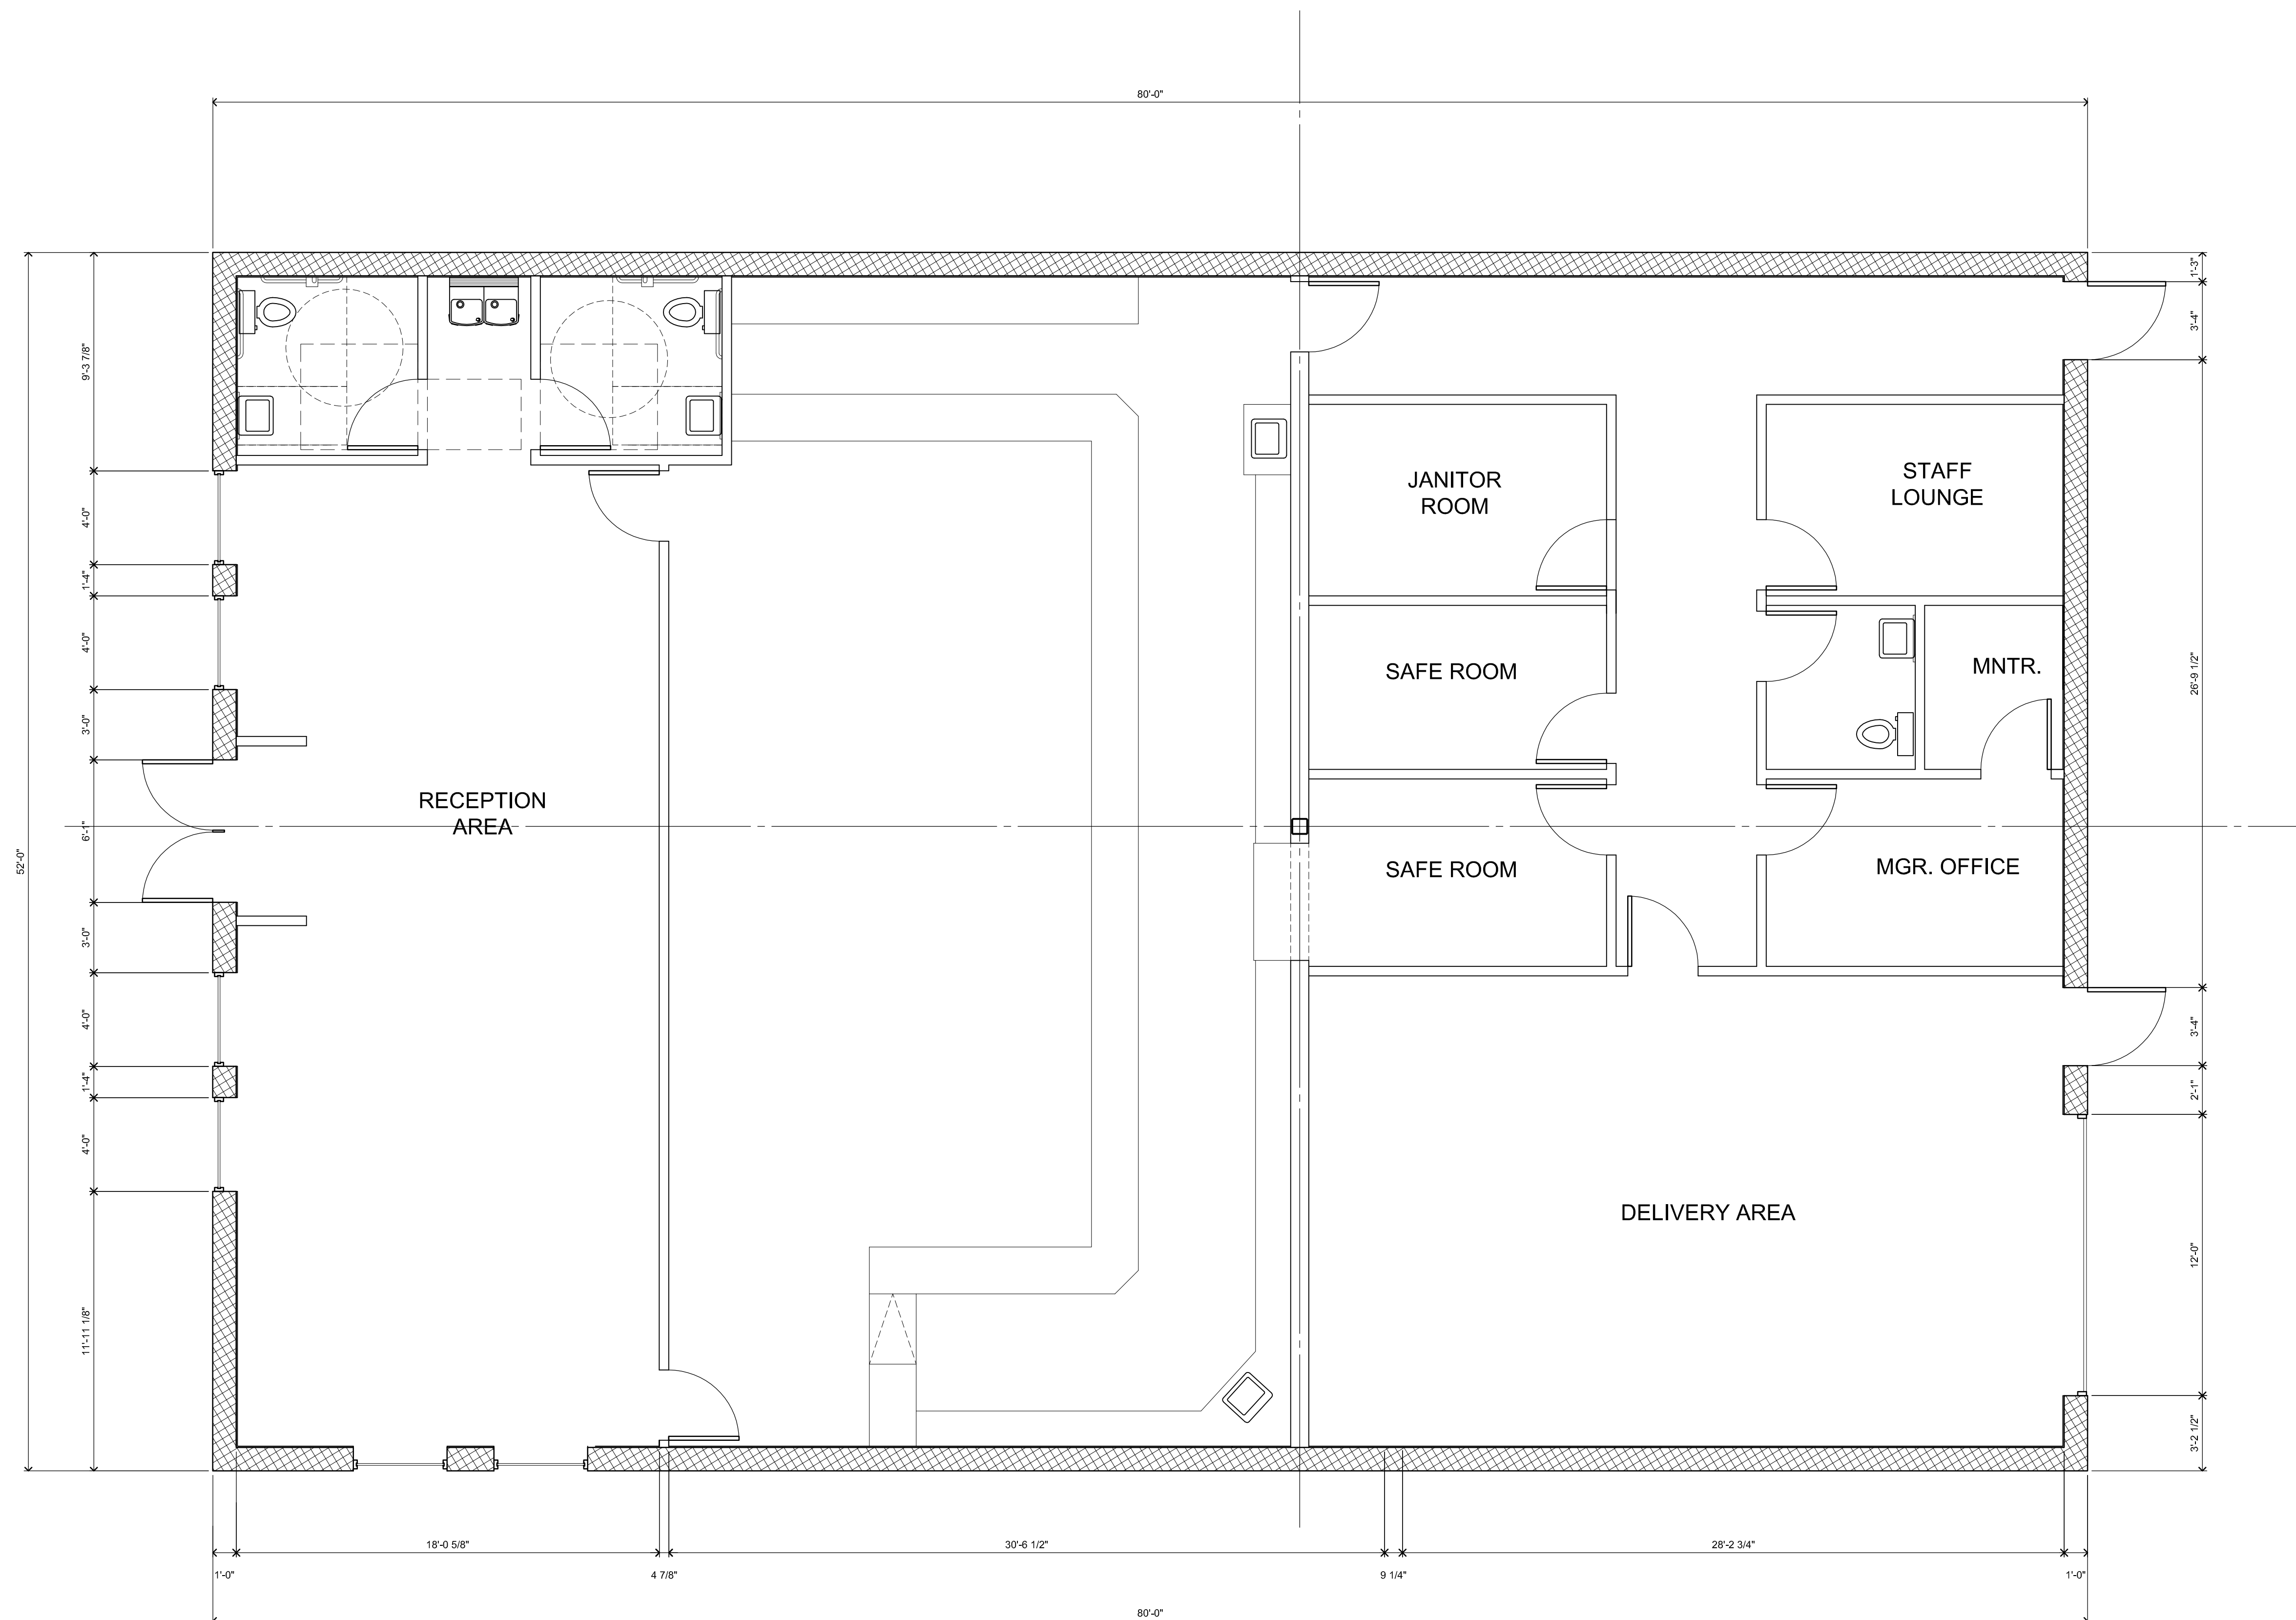 80'-0"
52'-0"
9'-3 7/8"
4'-0"
1'-4"
4'-0"
3'-0"
6'-1"
3'-0"
4'-0"
1'-4"
4'-0"
11'-11 1/8"
RECEPTION
AREA
JANITOR
ROOM
STAFF
LOUNGE
SAFE ROOM
MNTR.
SAFE ROOM
MGR. OFFICE
DELIVERY AREA
1'-3"
3'-4"
26'-9 1/2"
3'-4"
2'-1"
12'-0"
3'-2 1/2"
18'-0 5/8"
30'-6 1/2"
28'-2 3/4"
1'-0"
4 7/8"
9 1/4"
1'-0"
80'-0"